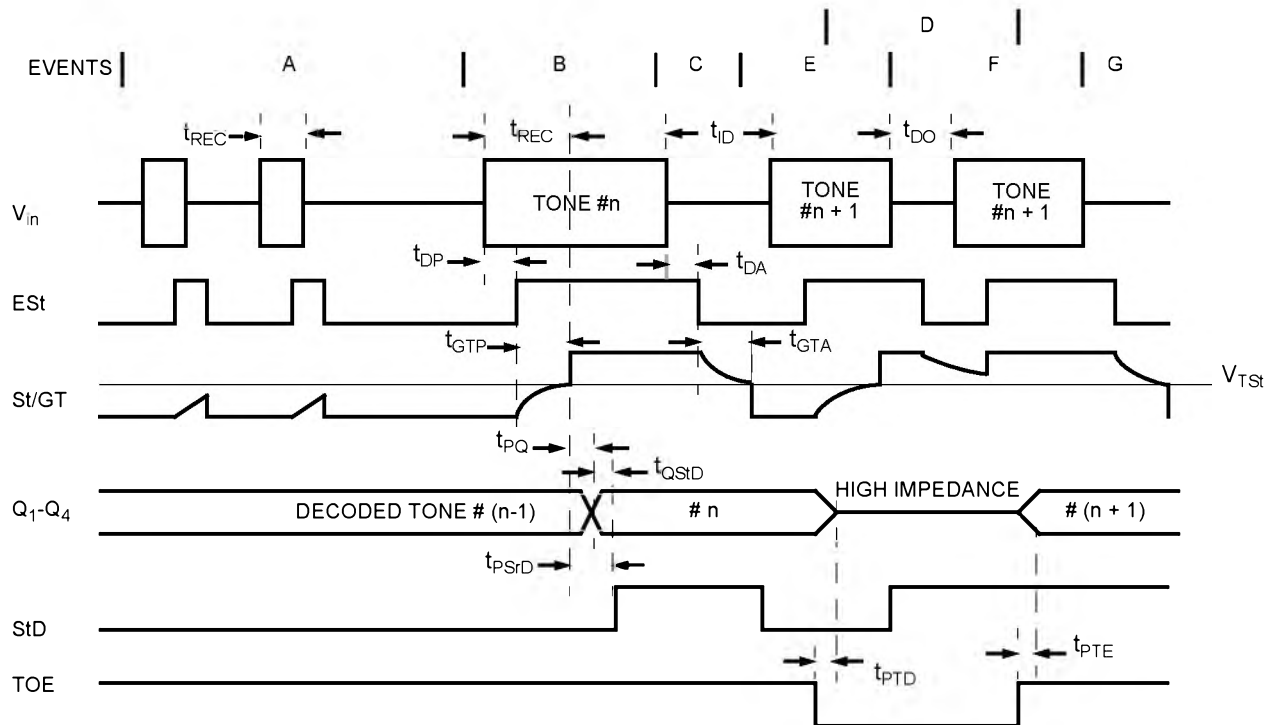 D
EVENTS A B C E F G
tREC tREC tID tDO
Vin TONE #n TONE #n + 1 TONE #n + 1
tDP tDA
ESt
tGTP tGTA
VTSt
St/GT
tPQ
tQStD
HIGH IMPEDANCE
Q1-Q4 DECODED TONE # (n-1) # n # (n + 1)
tPSrD
StD
tPTD tPTE
TOE